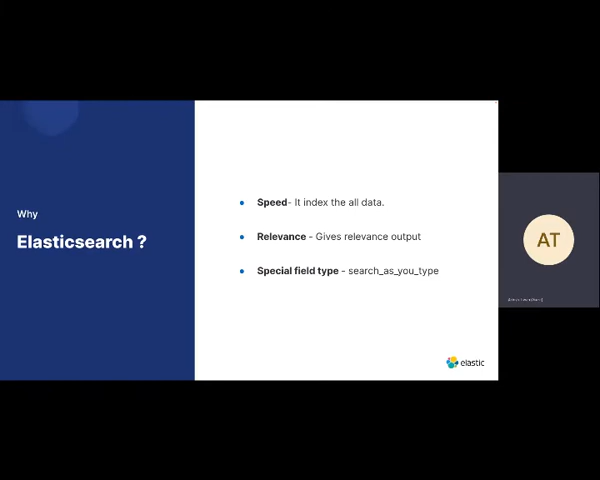 Why
Elasticsearch ?
Speed- It index the all data.
Relevance - Gives relevance output
Special field type - search_as_you_type
elastic
AT